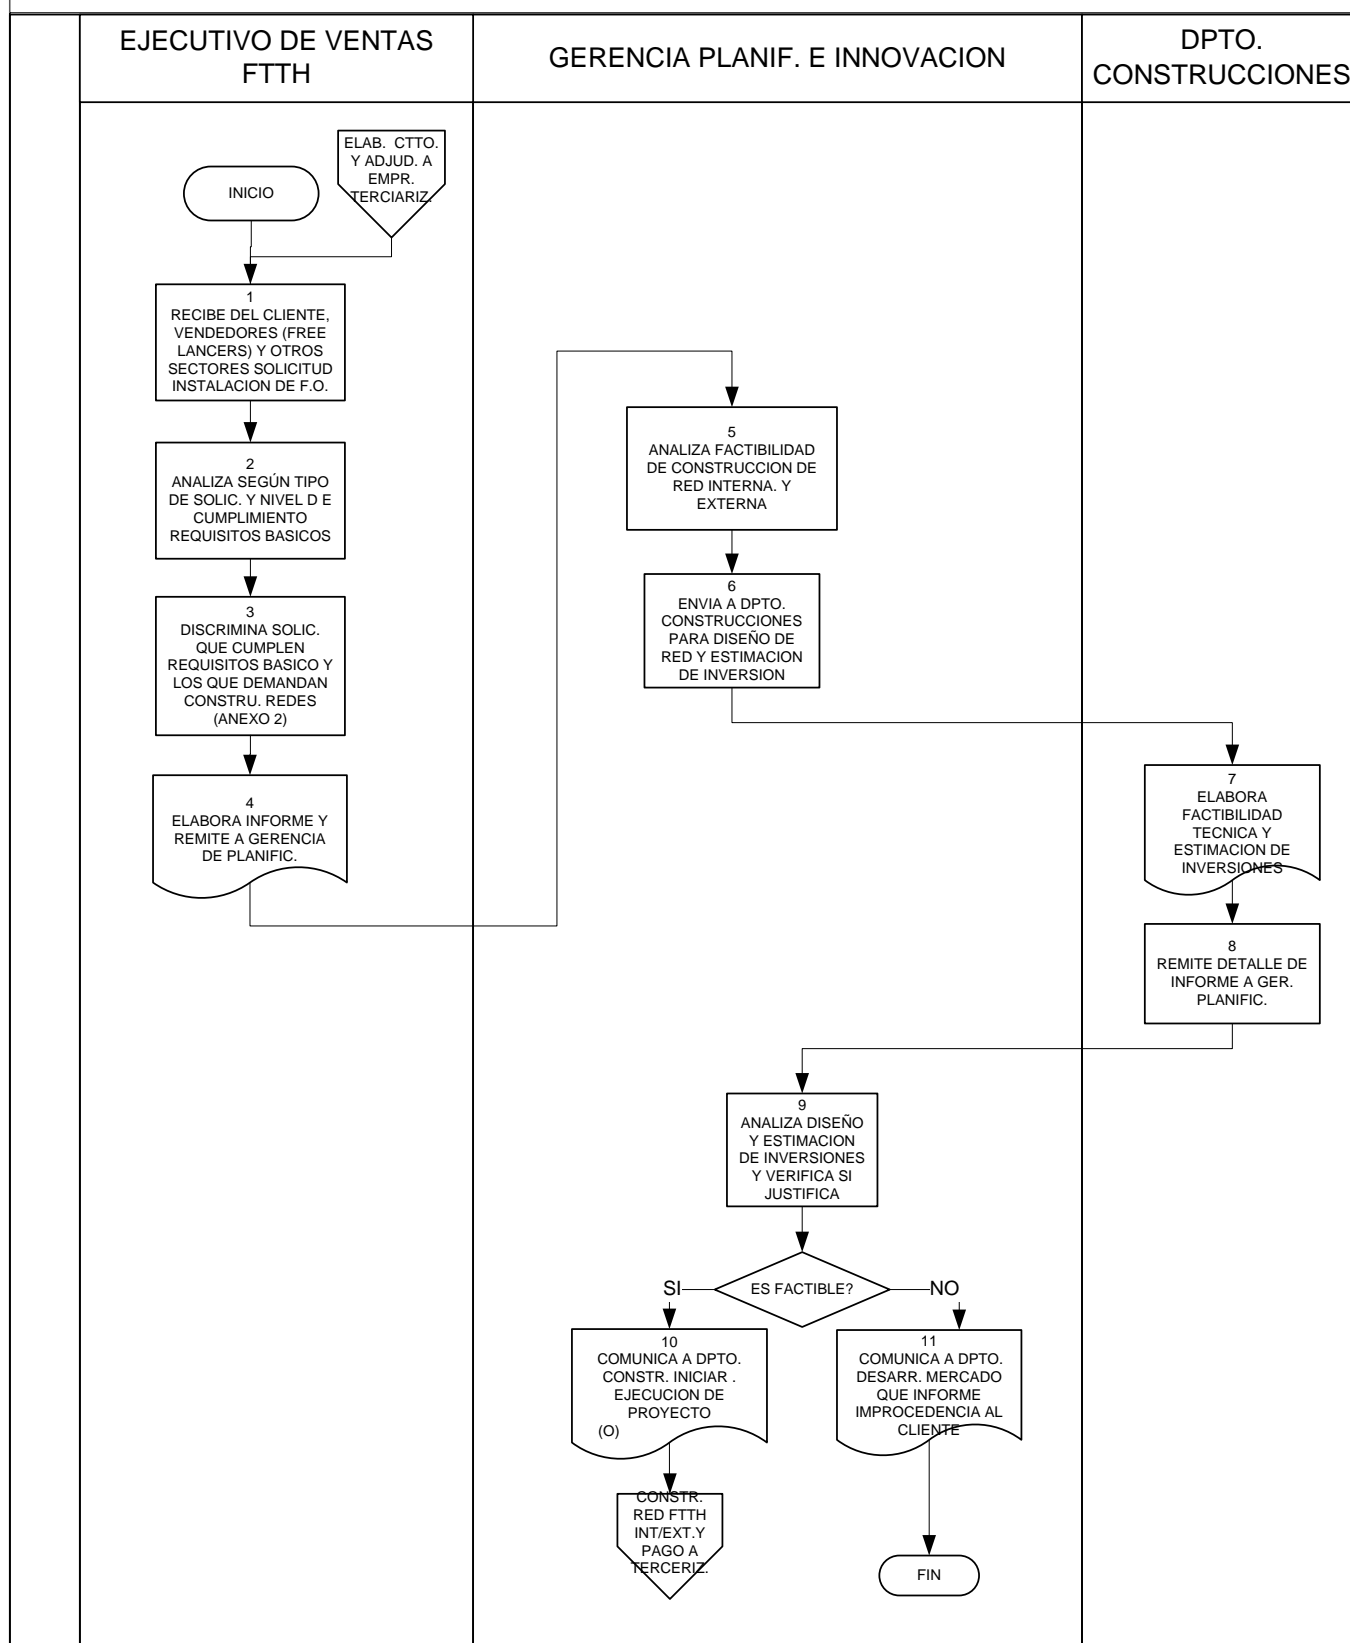 EJECUTIVO DE VENTAS
FTTH
GERENCIA PLANIF. E INNOVACION
DPTO.
CONSTRUCCIONES
INICIO
ELAB. CTTO.
Y ADJUD. A
EMPR.
TERCIARIZ.
1
RECIBE DEL CLIENTE,
VENDEDORES (FREE
LANCERS) Y OTROS
SECTORES SOLICITUD
INSTALACION DE F.O.
2
ANALIZA SEGÚN TIPO
DE SOLIC. Y NIVEL D E
CUMPLIMIENTO
REQUISITOS BASICOS
3
DISCRIMINA SOLIC.
QUE CUMPLEN
REQUISITOS BASICO Y
LOS QUE DEMANDAN
CONSTRU. REDES
(ANEXO 2)
4
ELABORA INFORME Y
REMITE A GERENCIA
DE PLANIFIC.
5
ANALIZA FACTIBILIDAD
DE CONSTRUCCION DE
RED INTERNA. Y
EXTERNA
6
ENVIA A DPTO.
CONSTRUCCIONES
PARA DISEÑO DE
RED Y ESTIMACION
DE INVERSION
7
ELABORA
FACTIBILIDAD
TECNICA Y
ESTIMACION DE
INVERSIONES
8
REMITE DETALLE DE
INFORME A GER.
PLANIFIC.
9
ANALIZA DISEÑO
Y ESTIMACION
DE INVERSIONES
Y VERIFICA SI
JUSTIFICA
SI
ES FACTIBLE?
NO
10
COMUNICA A DPTO.
CONSTR. INICIAR .
EJECUCION DE
PROYECTO
(O)
11
COMUNICA A DPTO.
DESARR. MERCADO
QUE INFORME
IMPROCEDENCIA AL
CLIENTE
CONSTR.
RED FTTH
INT/EXT.Y
PAGO A
TERCERIZ.
FIN